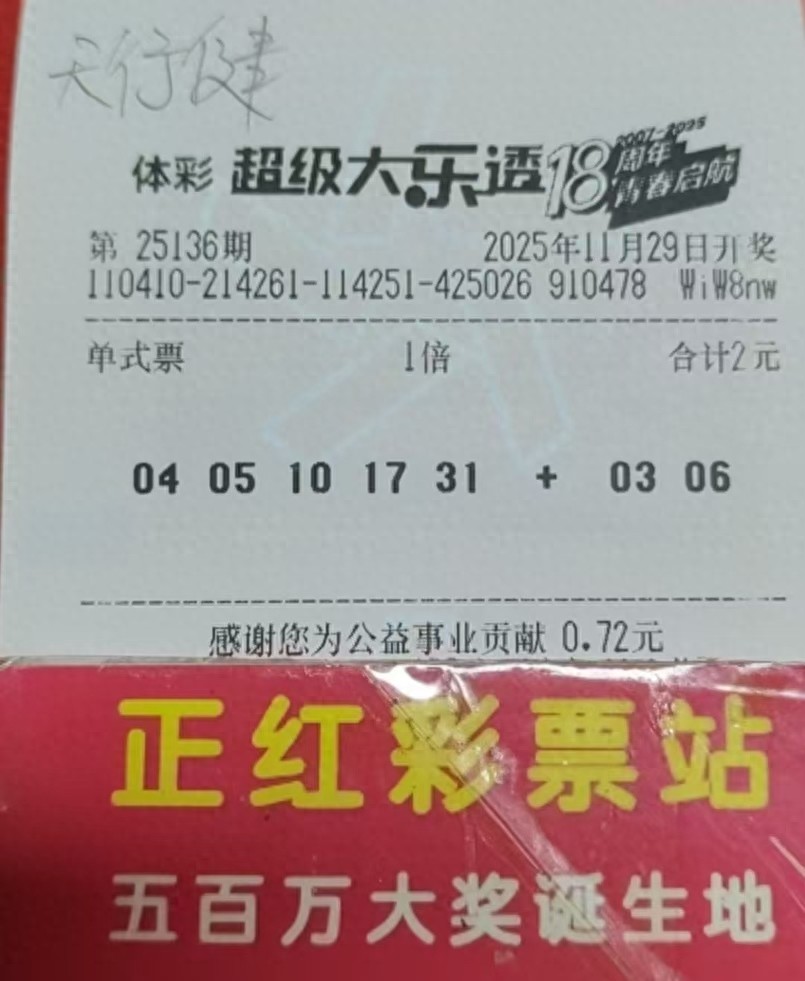 天行健
体彩 超级大乐透 18周年 2007-2025 青春启航
第 25136期 2025年11月29日开奖
110410-214261-114251-425026 910478 WiW8nw
单式票 1倍 合计2元
04 05 10 17 31 + 03 06
感谢您为公益事业贡献 0.72元
正红彩票站
五百万大奖诞生地